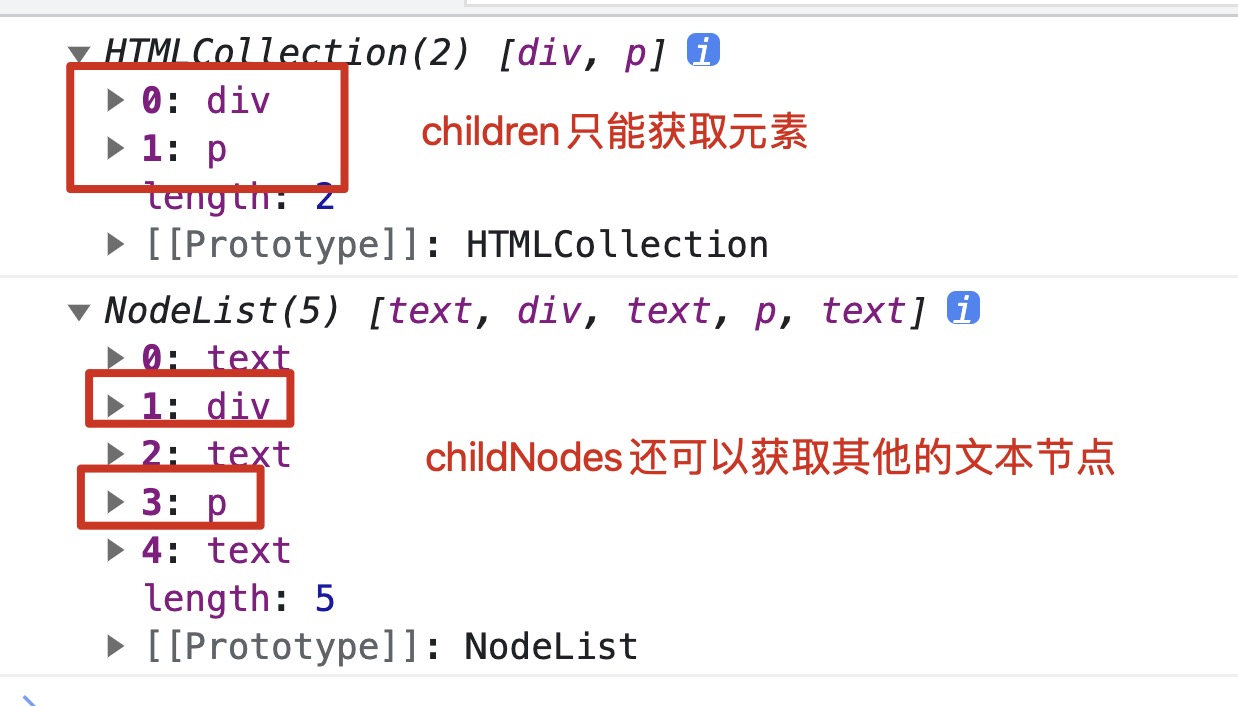 HTMLCollection(2) [div, p] i
0: div
1: p
children只能获取元素
length: 2
[[Prototype]]: HTMLCollection
NodeList(5) [text, div, text, p, text] i
0: text
1: div
2: text
childNodes还可以获取其他的文本节点
3: p
4: text
length: 5
[[Prototype]]: NodeList